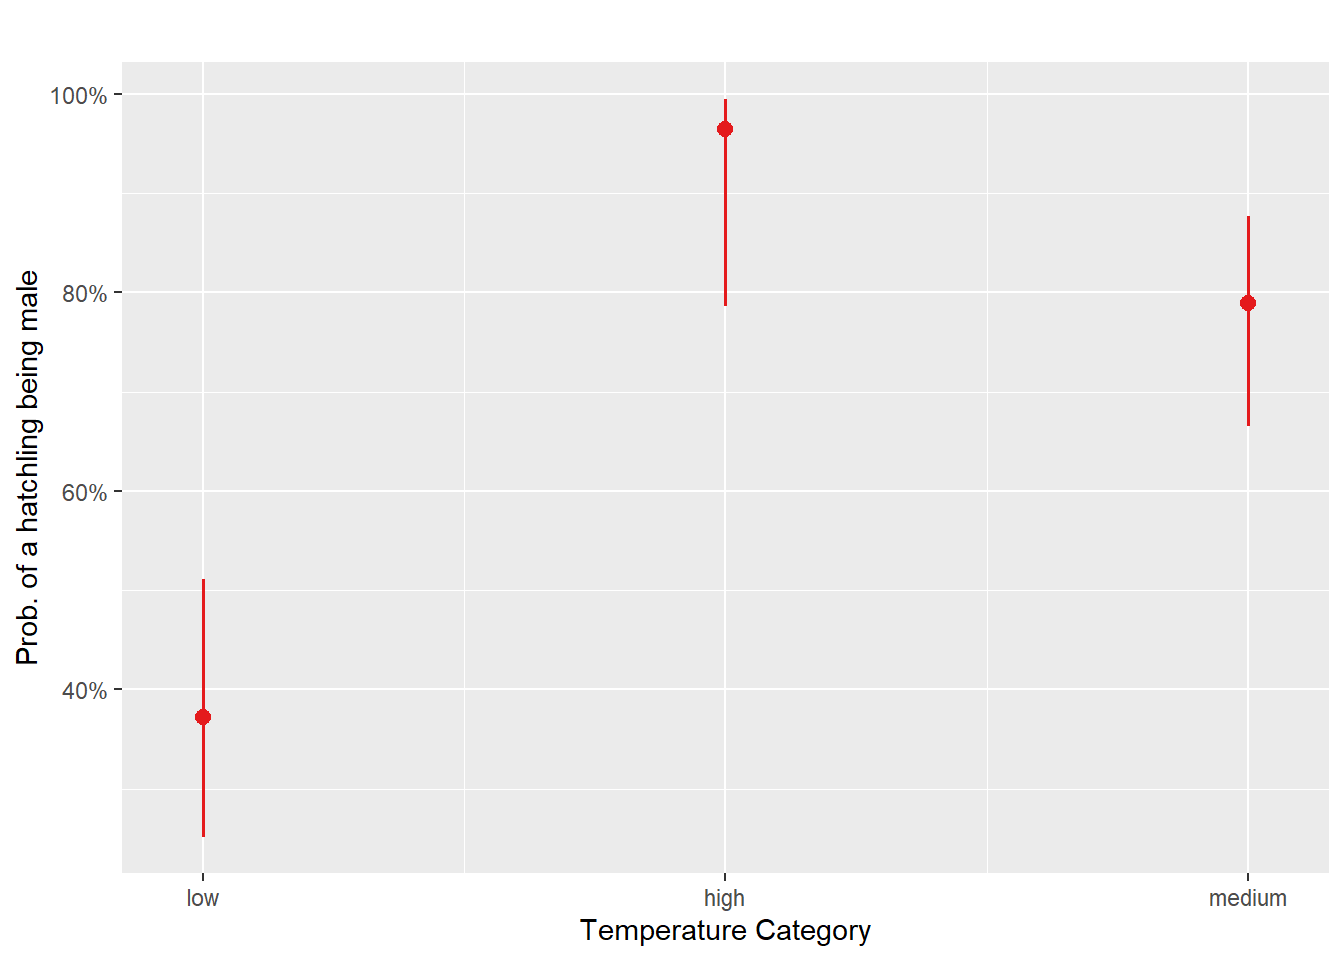 Prob. of a hatchling being male
100%
80%
60%
40%
low high medium
Temperature Category